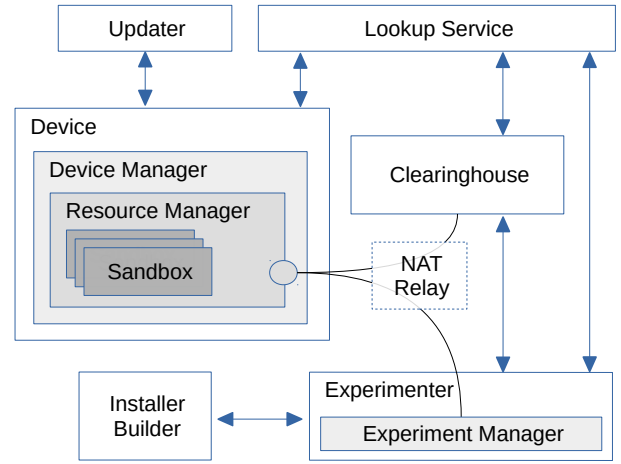 Updater
Lookup Service
Device
Device Manager
Resource Manager
Sandbox
Clearinghouse
NAT
Relay
Installer
Builder
Experimenter
Experiment Manager